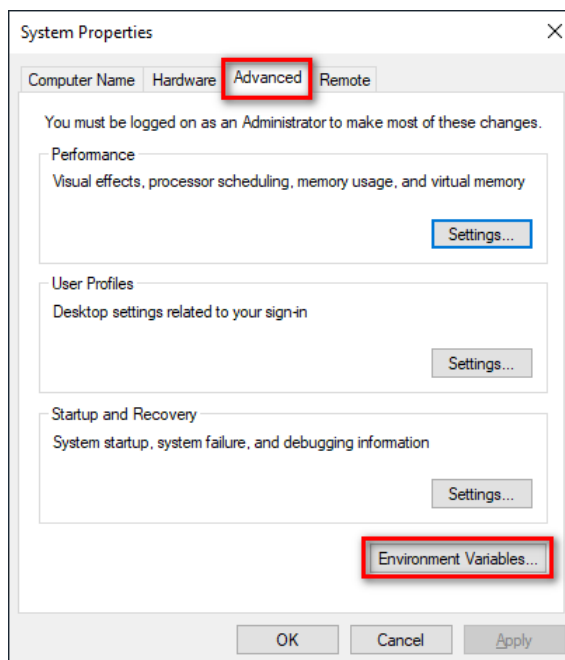 System Properties
Computer Name Hardware Advanced Remote
You must be logged on as an Administrator to make most of these changes.
Performance
Visual effects, processor scheduling, memory usage, and virtual memory
Settings...
User Profiles
Desktop settings related to your sign-in
Settings...
Startup and Recovery
System startup, system failure, and debugging information
Settings...
Environment Variables...
OK Cancel Apply